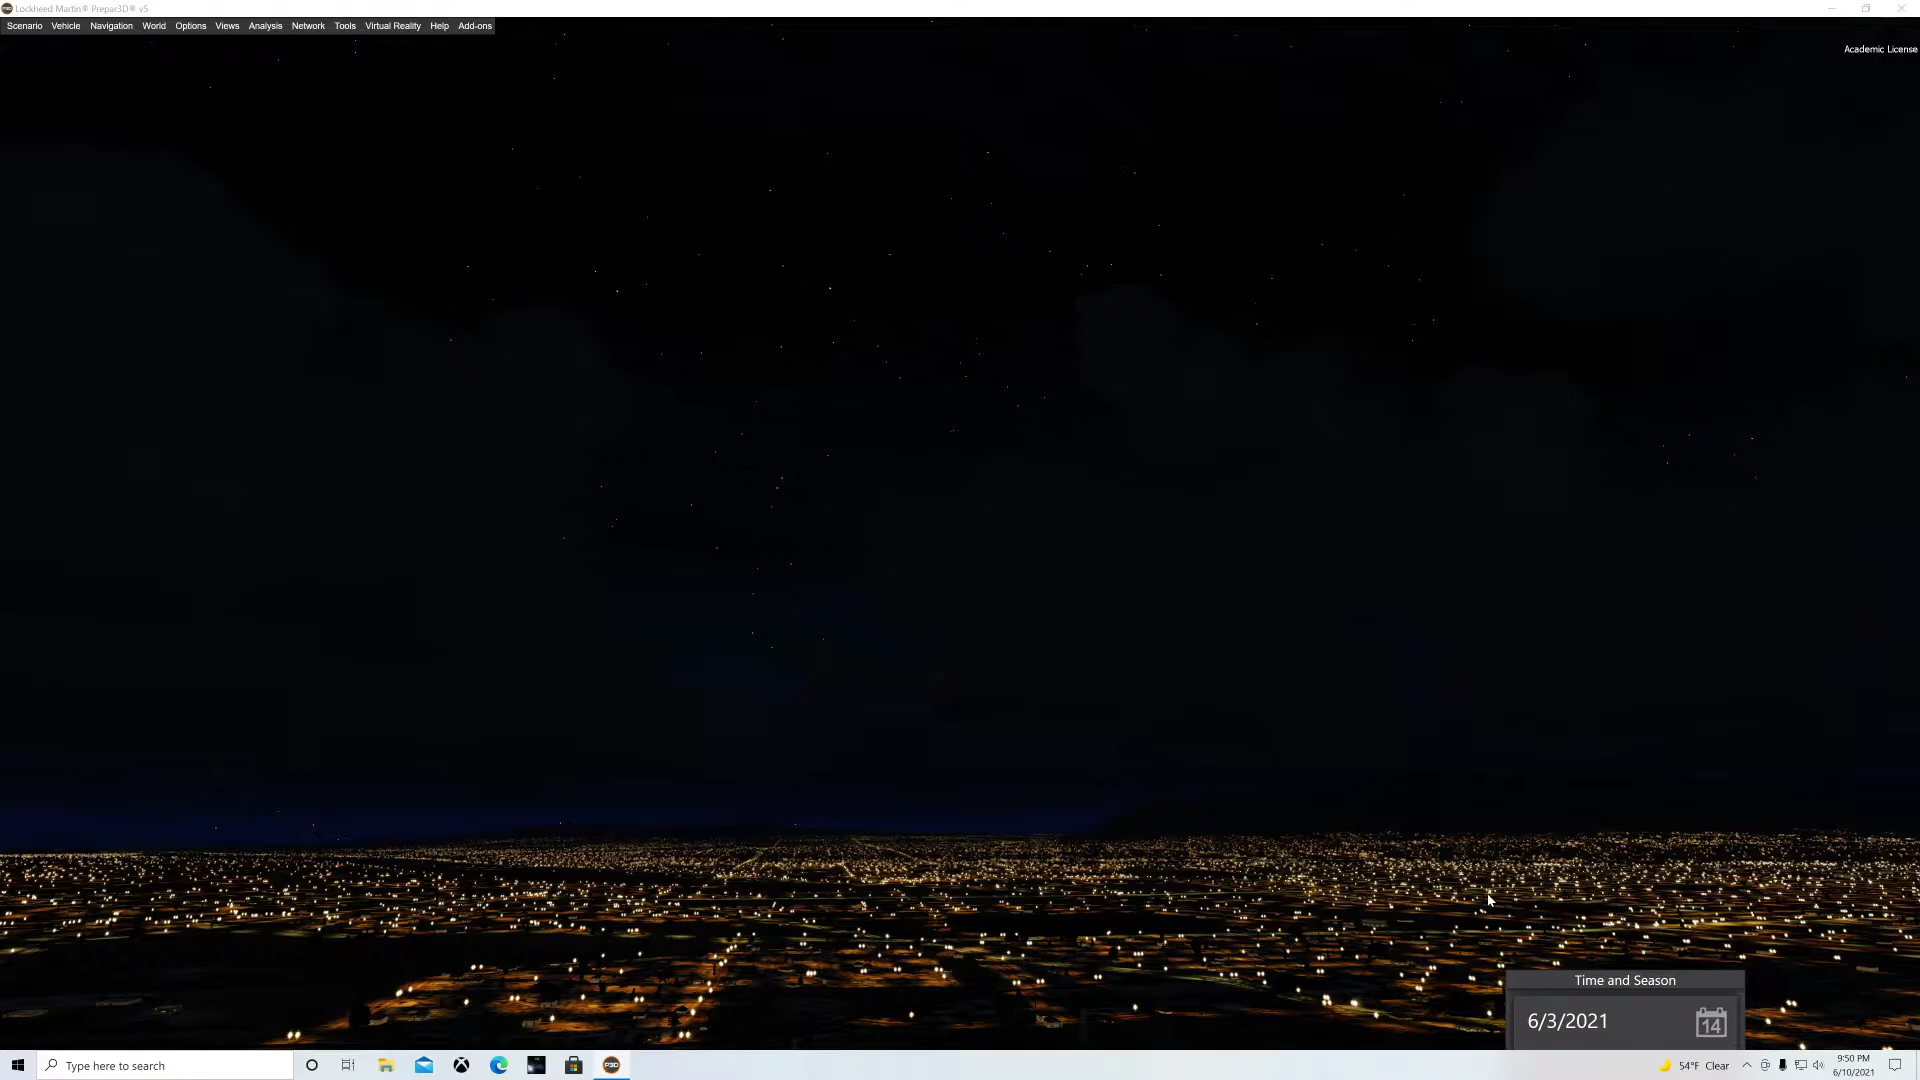 Lockheed Martin® Prepar3D® v5
Scenario Vehicle Navigation World Options Views Analysis Network Tools Virtual Reality Help Add-ons
Academic License
Time and Season
6/3/2021
14
Type here to search
P3D
54°F Clear
9:50 PM
6/10/2021